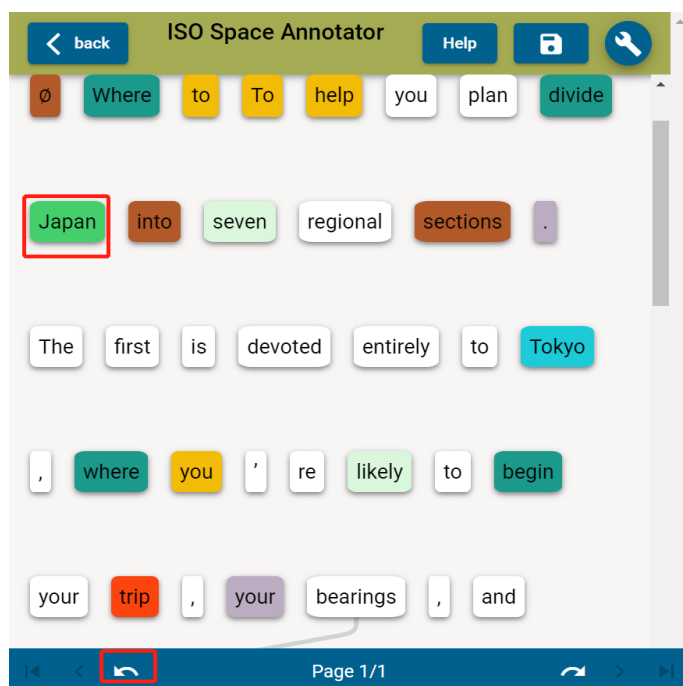 back ISO Space Annotator Help
ø Where to To help you plan divide
Japan into seven regional sections .
The first is devoted entirely to Tokyo
, where you ’ re likely to begin
your trip , your bearings , and
Page 1/1